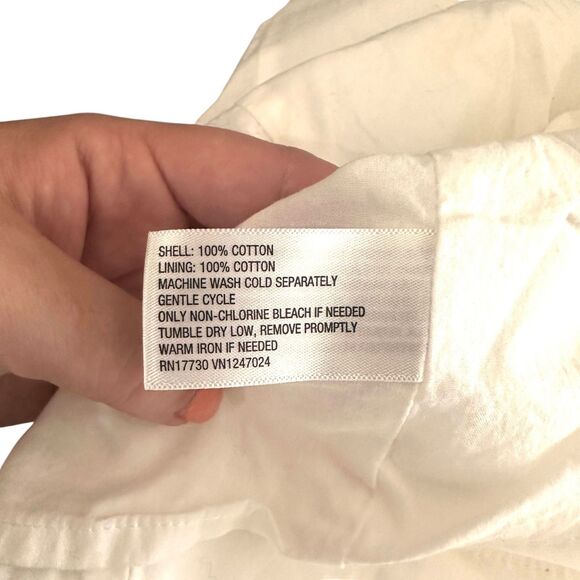 SHELL: 100% COTTON
LINING: 100% COTTON
MACHINE WASH COLD SEPARATELY
GENTLE CYCLE
ONLY NON-CHLORINE BLEACH IF NEEDED
TUMBLE DRY LOW, REMOVE PROMPTLY
WARM IRON IF NEEDED
RN17730 VN1247024